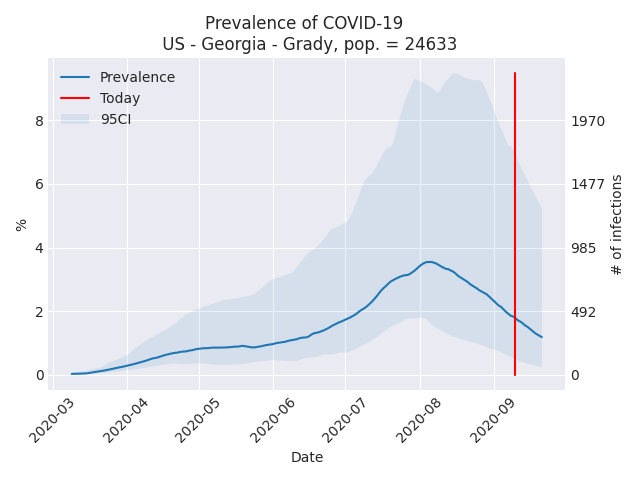 Prevalence of COVID-19
US - Georgia - Grady, pop. = 24633
Prevalence
Today
95CI
%
8
6
4
2
0
1970
1477
985
492
0
# of infections
2020-03
2020-04
2020-05
2020-06
2020-07
2020-08
2020-09
Date